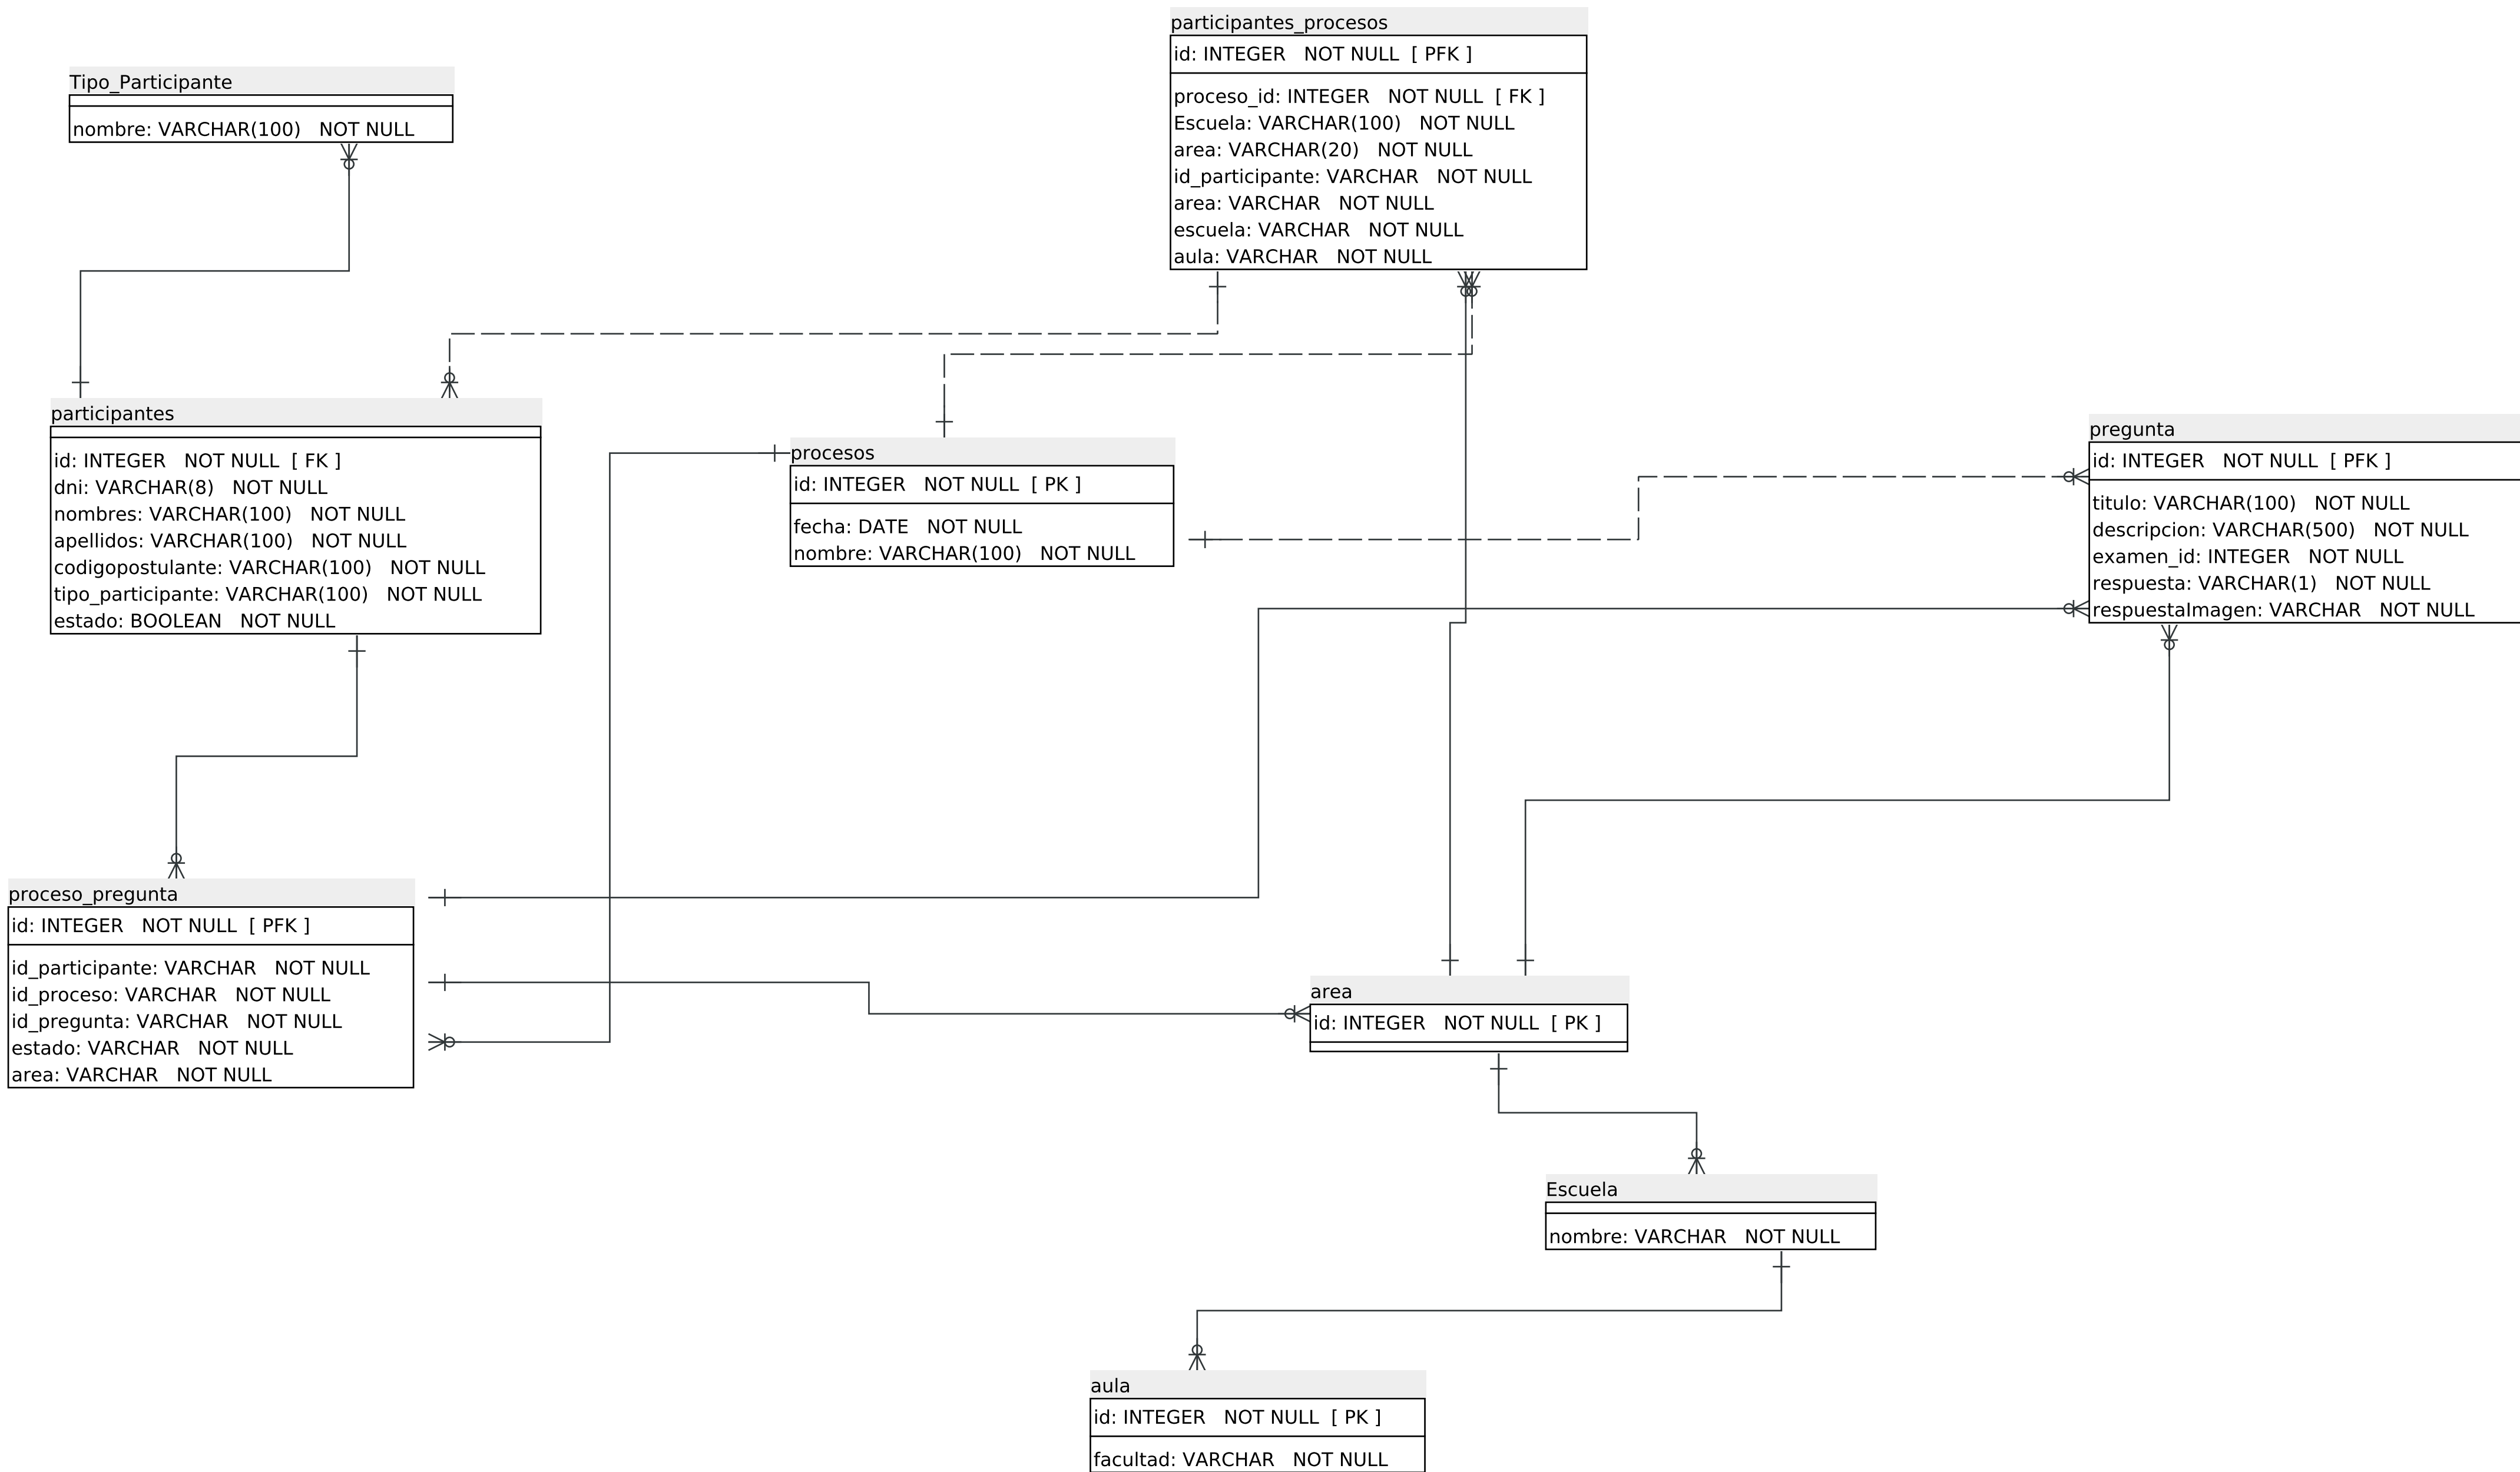 participantes_procesos
id: INTEGER NOT NULL [ PFK ]
proceso_id: INTEGER NOT NULL [ FK ]
Escuela: VARCHAR(100) NOT NULL
area: VARCHAR(20) NOT NULL
id_participante: VARCHAR NOT NULL
area: VARCHAR NOT NULL
escuela: VARCHAR NOT NULL
aula: VARCHAR NOT NULL
Tipo_Participante
nombre: VARCHAR(100) NOT NULL
participantes
id: INTEGER NOT NULL [ FK ]
dni: VARCHAR(8) NOT NULL
nombres: VARCHAR(100) NOT NULL
apellidos: VARCHAR(100) NOT NULL
codigopostulante: VARCHAR(100) NOT NULL
tipo_participante: VARCHAR(100) NOT NULL
estado: BOOLEAN NOT NULL
procesos
id: INTEGER NOT NULL [ PK ]
fecha: DATE NOT NULL
nombre: VARCHAR(100) NOT NULL
pregunta
id: INTEGER NOT NULL [ PFK ]
titulo: VARCHAR(100) NOT NULL
descripcion: VARCHAR(500) NOT NULL
examen_id: INTEGER NOT NULL
respuesta: VARCHAR(1) NOT NULL
respuestaImagen: VARCHAR NOT NULL
proceso_pregunta
id: INTEGER NOT NULL [ PFK ]
id_participante: VARCHAR NOT NULL
id_proceso: VARCHAR NOT NULL
id_pregunta: VARCHAR NOT NULL
estado: VARCHAR NOT NULL
area: VARCHAR NOT NULL
area
id: INTEGER NOT NULL [ PK ]
Escuela
nombre: VARCHAR NOT NULL
aula
id: INTEGER NOT NULL [ PK ]
facultad: VARCHAR NOT NULL